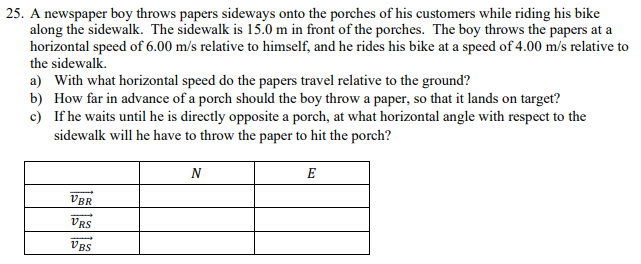 25. A newspaper boy throws papers sideways onto the porches of his customers while riding his bike
along the sidewalk. The sidewalk is 15.0 m in front of the porches. The boy throws the papers at a
horizontal speed of 6.00 m/s relative to himself, and he rides his bike at a speed of 4.00 m/s relative to
the sidewalk.
a) With what horizontal speed do the papers travel relative to the ground?
b) How far in advance of a porch should the boy throw a paper, so that it lands on target?
c) If he waits until he is directly opposite a porch, at what horizontal angle with respect to the
sidewalk will he have to throw the paper to hit the porch?
N E
v⃗BR
v⃗RS
v⃗BS